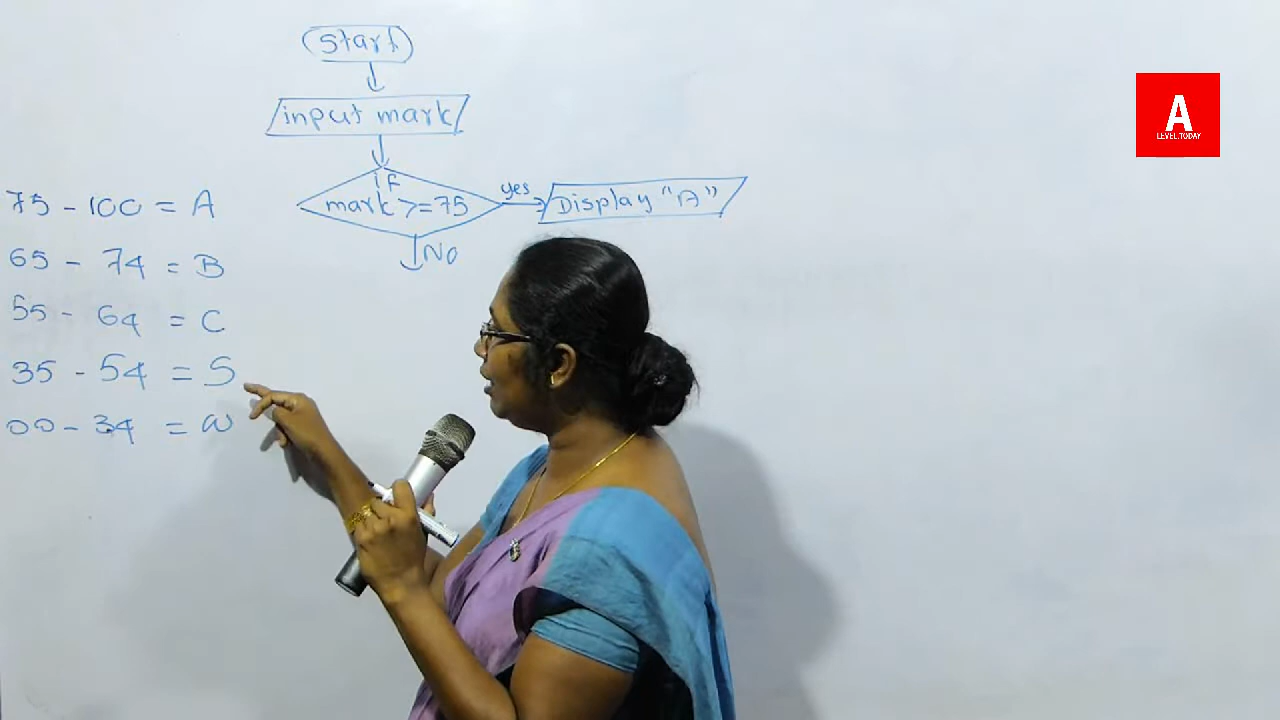 Start
input mark
if
mark >=75
yes
Display "A"
No
75 - 100 = A
65 - 74 = B
55 - 64 = C
35 - 54 = S
00 - 34 = W
A
LEVEL.TODAY